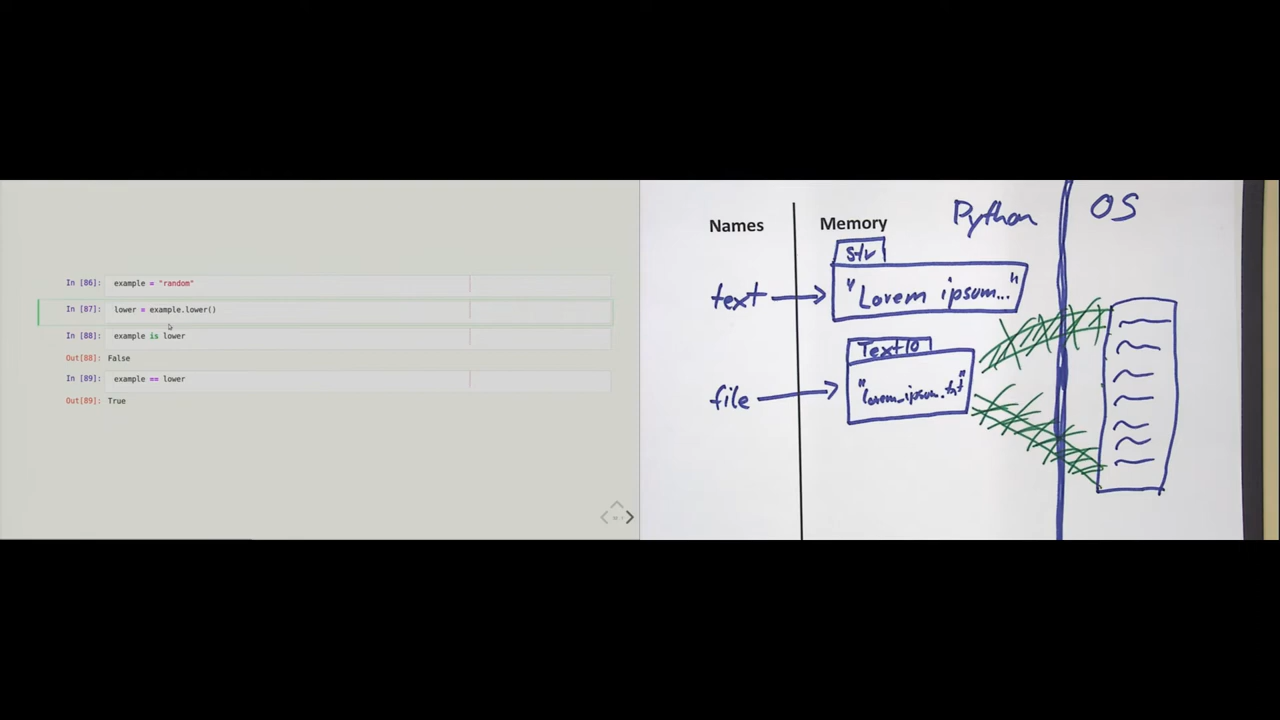 In [86]: example = "random"
In [87]: lower = example.lower()
In [88]: example is lower
Out[88]: False
In [89]: example == lower
Out[89]: True
Python OS
Names Memory
str
text "Lorem ipsum..."
TextIO
file "lorem_ipsum.txt"